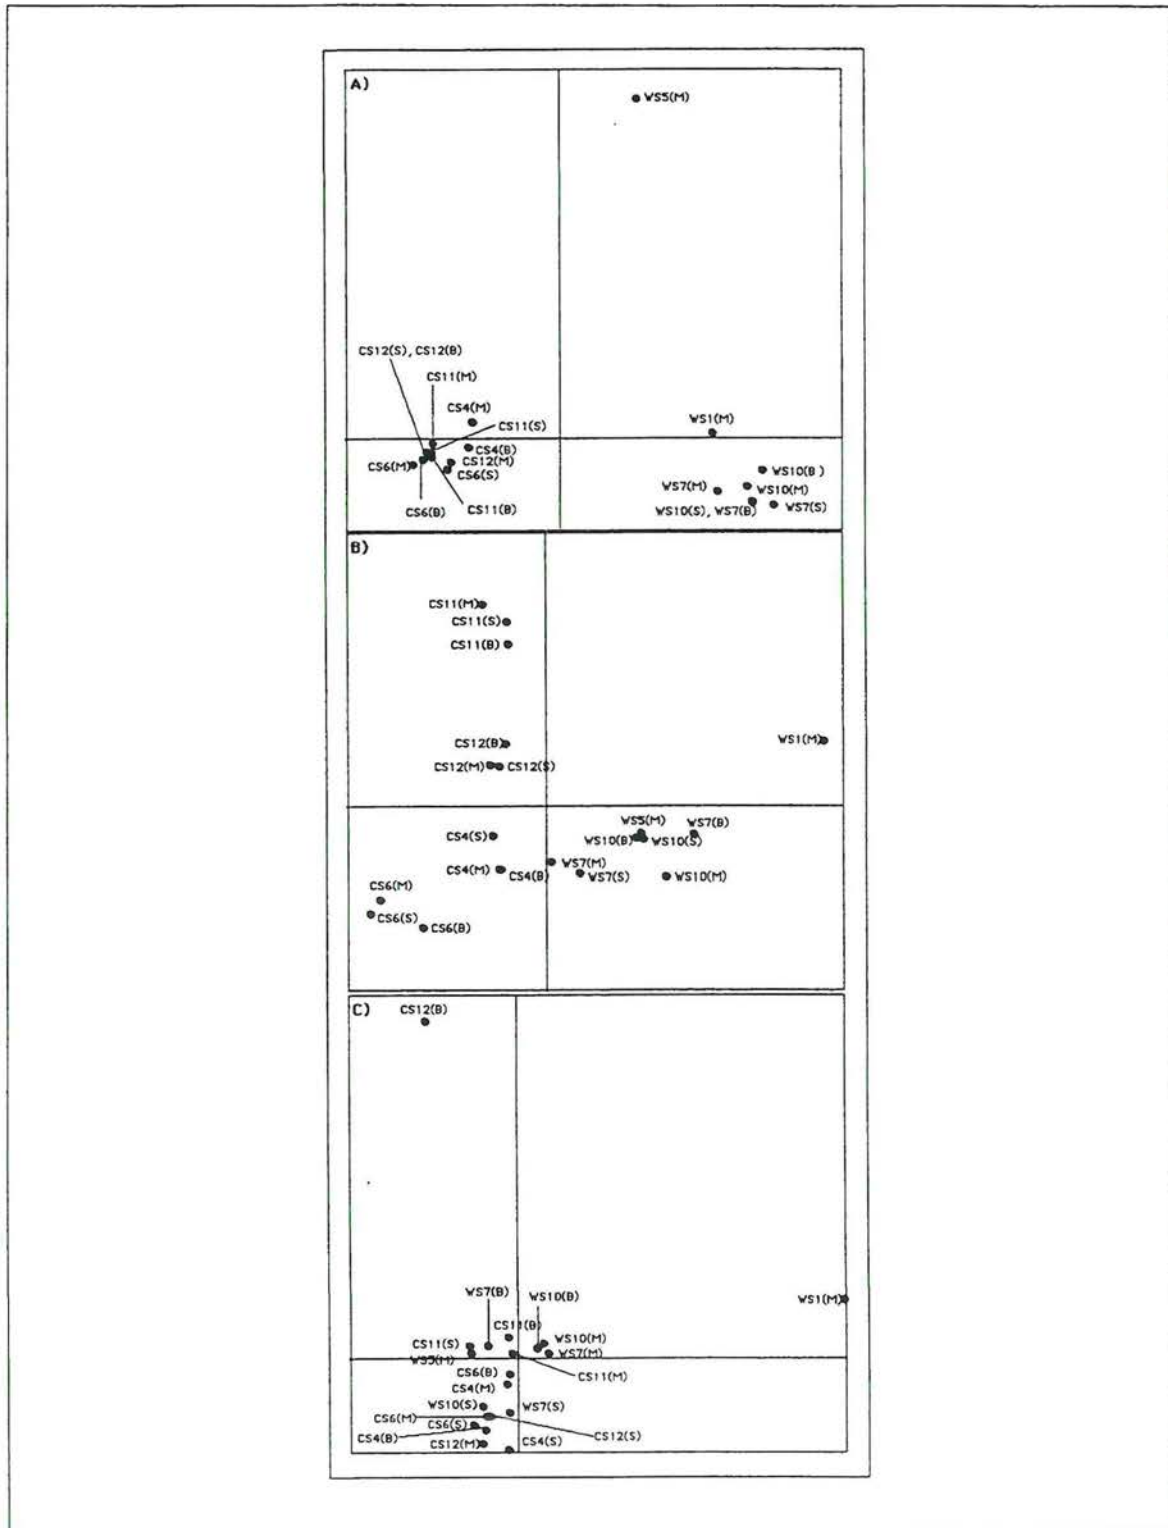 A)
WS5(M)
CS12(S), CS12(B)
CS11(M)
CS4(M)
CS11(S)
WS1(M)
CS4(B)
CS6(M)
CS12(M)
CS6(S)
WS10(B )
WS7(M)
WS10(M)
CS6(B)
CS11(B)
WS10(S), WS7(B)
WS7(S)
B)
CS11(M)
CS11(S)
CS11(B)
CS12(B)
WS1(M)
CS12(M)
CS12(S)
WS5(M)
WS7(B)
CS4(S)
WS10(B)
WS10(S)
WS7(M)
CS4(M)
CS4(B)
WS7(S)
WS10(M)
CS6(M)
CS6(S)
CS6(B)
C)
CS12(B)
WS7(B)
WS10(B)
WS1(M)
CS11(B)
CS11(S)
WS10(M)
WS5(M)
WS7(M)
CS6(B)
CS11(M)
CS4(M)
WS10(S)
WS7(S)
CS6(M)
CS6(S)
CS4(B)
CS12(S)
CS12(M)
CS4(S)